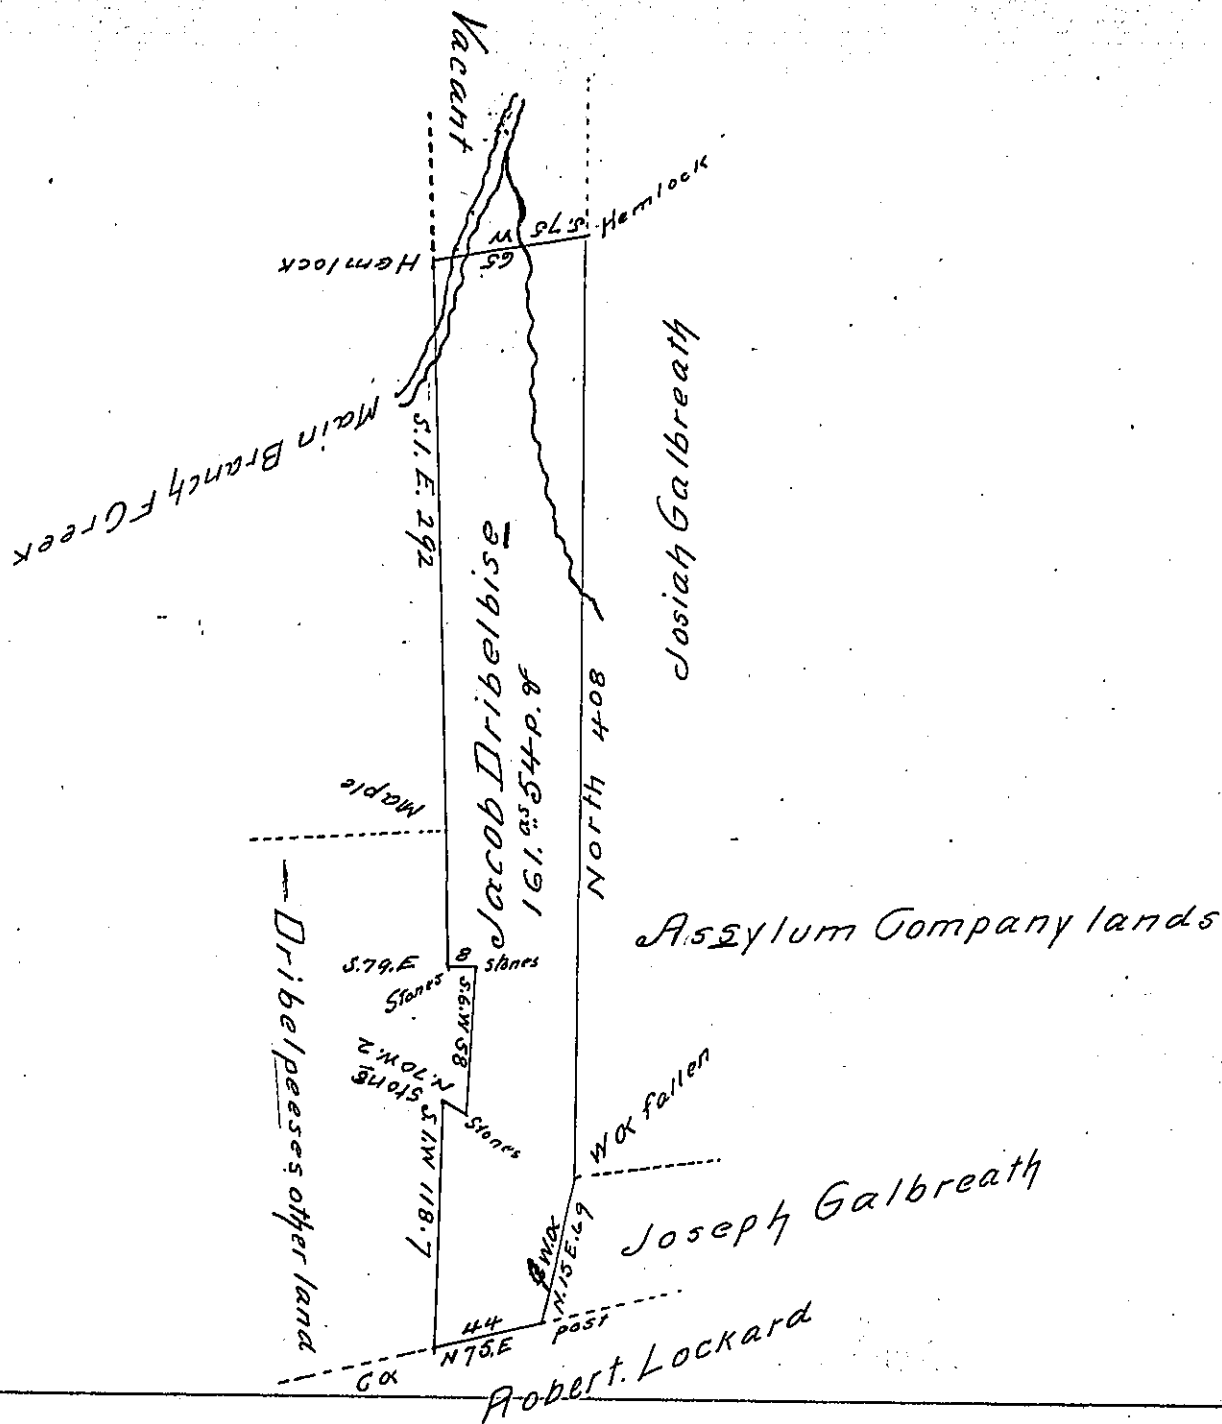 Vacant
Hemlock
S.75 W 65
Hemlock
Main Branch F Creek
S.1.E. 292
Josiah Galbreath
Jacob Dribelbise
161.as 54 p. &
North 408
Maple
Dribelpeeses other land
Assylum Company lands
S.79.E 8 stones
Stones
S.6.W 58
N.70 W.2
stone
Stones
S.1.W 118.7
W α fallen
Joseph Galbreath
W.α
N.15 E.69
44
N 75.E
post
C α
Robert. Lockard